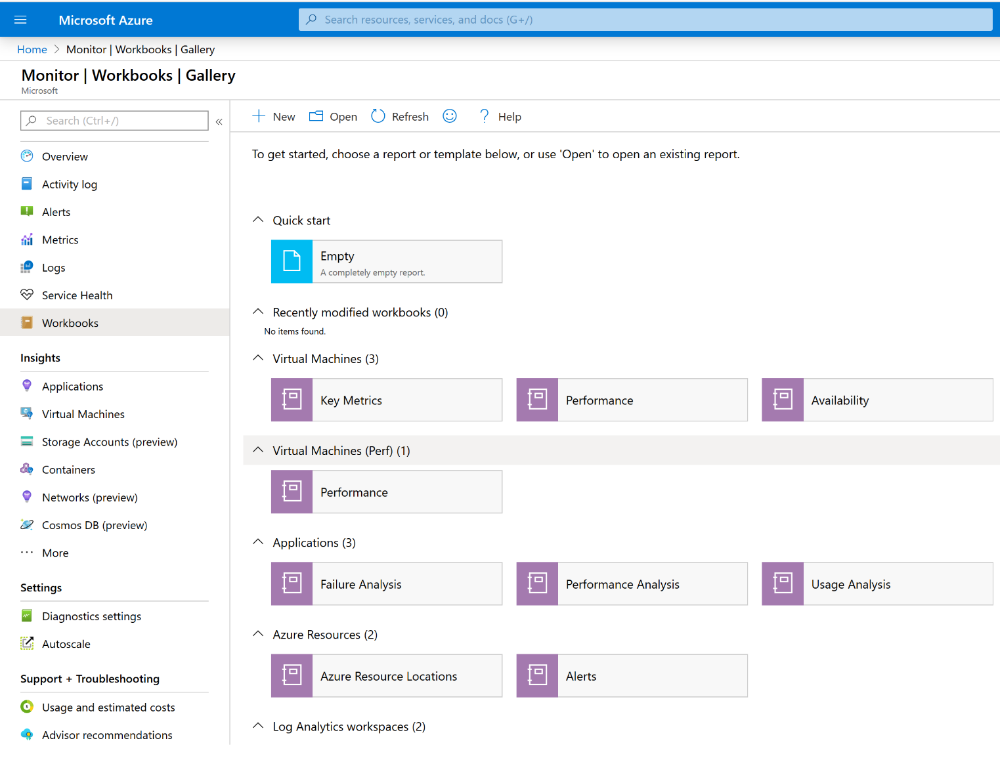 Microsoft Azure
Search resources, services, and docs (G+/)
Home > Monitor | Workbooks | Gallery
Monitor | Workbooks | Gallery
Microsoft
Search (Ctrl+/)
«
Overview
Activity log
Alerts
Metrics
Logs
Service Health
Workbooks
Insights
Applications
Virtual Machines
Storage Accounts (preview)
Containers
Networks (preview)
Cosmos DB (preview)
More
Settings
Diagnostics settings
Autoscale
Support + Troubleshooting
Usage and estimated costs
Advisor recommendations
New Open Refresh ? Help
To get started, choose a report or template below, or use 'Open' to open an existing report.
Quick start
Empty
A completely empty report.
Recently modified workbooks (0)
No items found.
Virtual Machines (3)
Key Metrics Performance Availability
Virtual Machines (Perf) (1)
Performance
Applications (3)
Failure Analysis Performance Analysis Usage Analysis
Azure Resources (2)
Azure Resource Locations Alerts
Log Analytics workspaces (2)